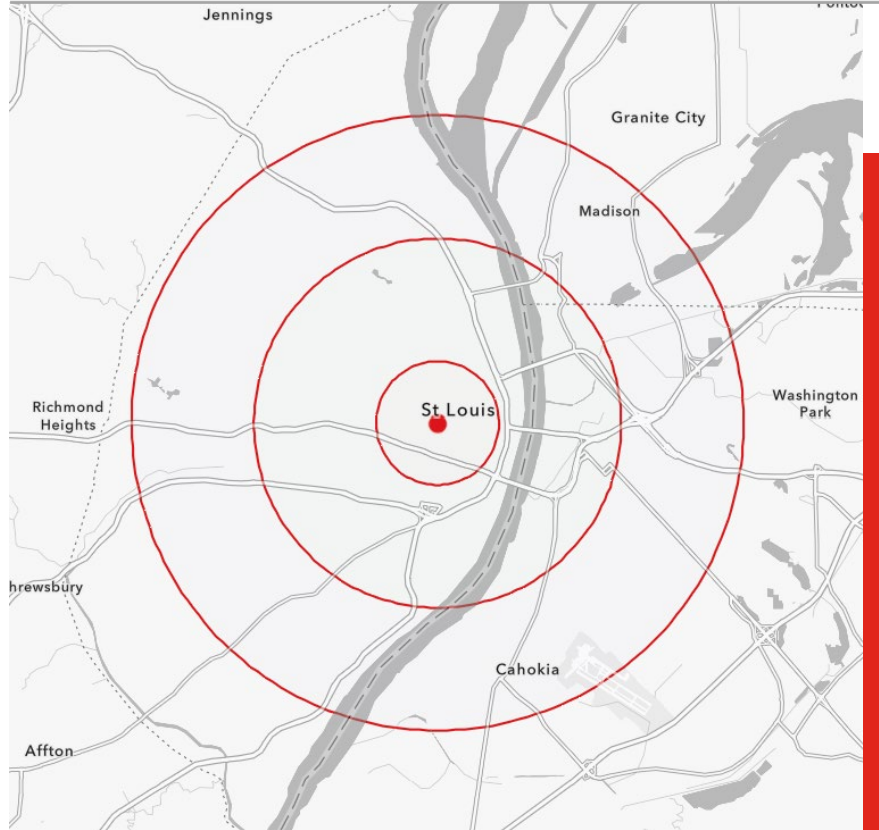 Jennings
Granite City
Madison
St Louis
Richmond
Heights
Washington
Park
hrewsbury
Cahokia
Affton